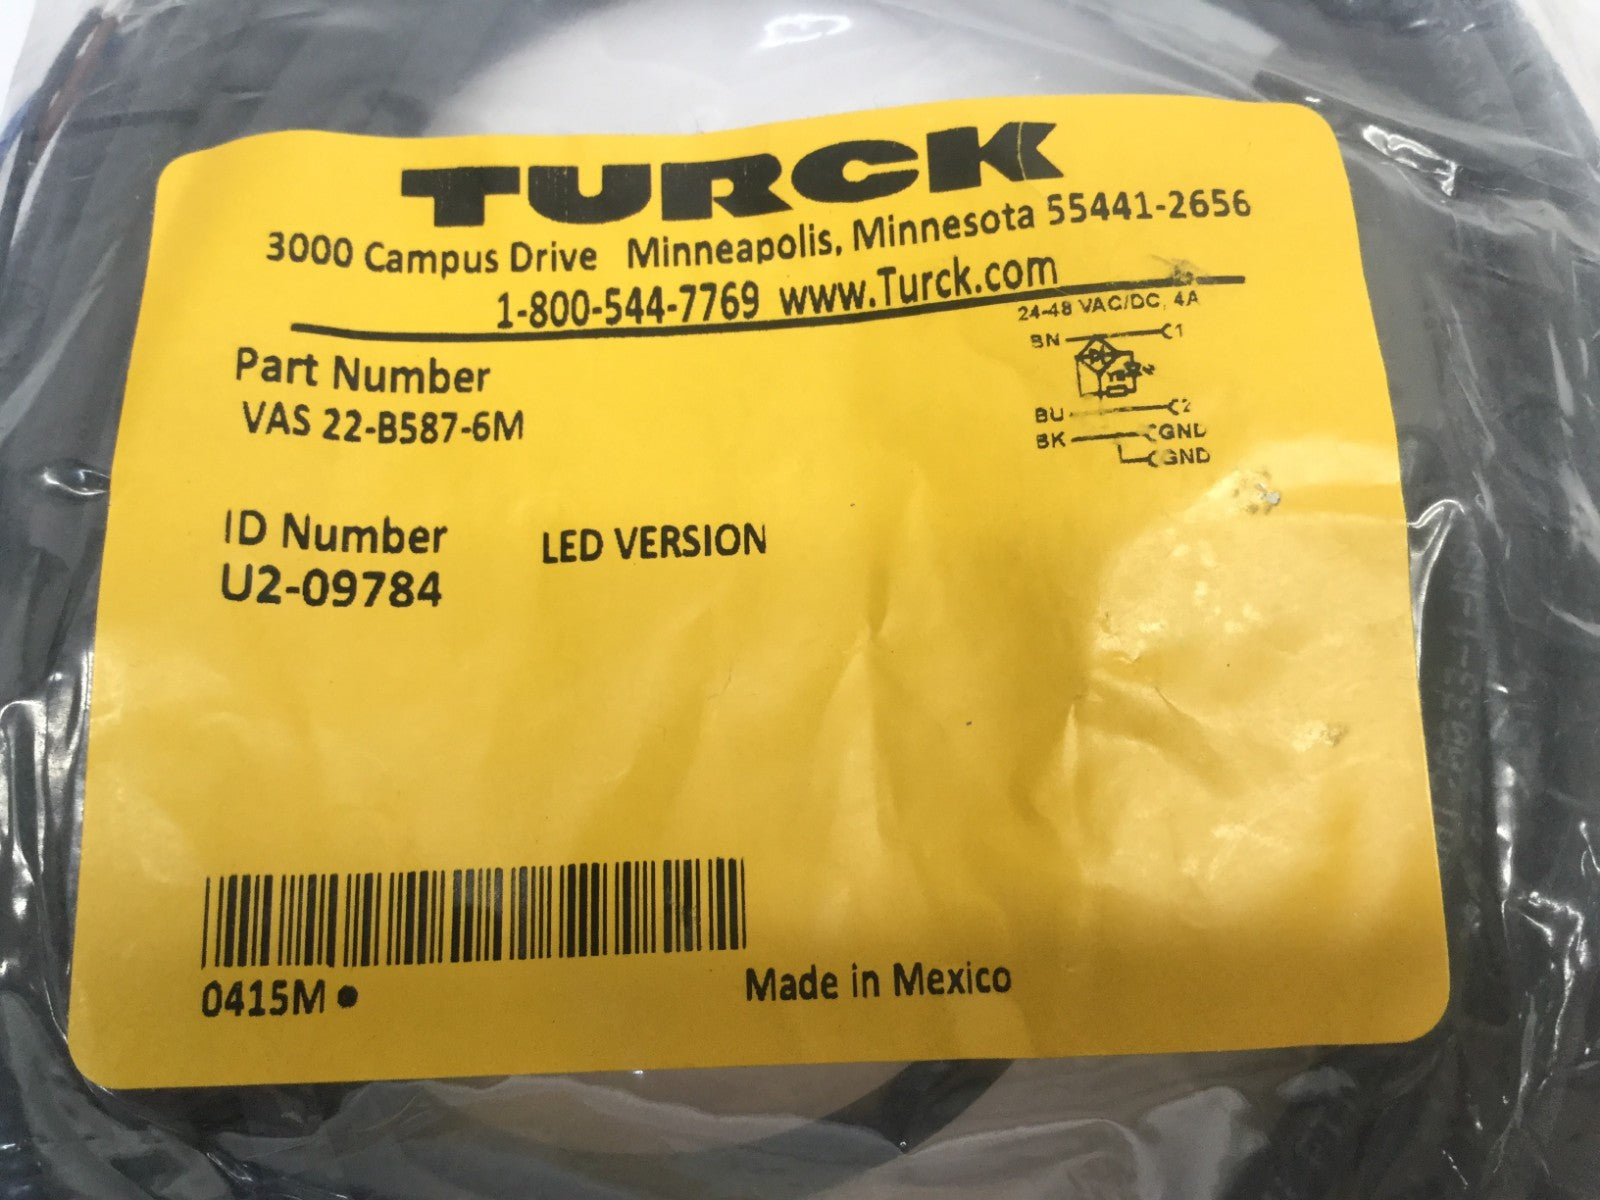 TURCK
3000 Campus Drive Minneapolis, Minnesota 55441-2656
1-800-544-7769 www.Turck.com
24-48 VAC/DC, 4A
BN 1
BU 2
BK GND
GND
Part Number
VAS 22-B587-6M
ID Number LED VERSION
U2-09784
0415M ●
Made in Mexico